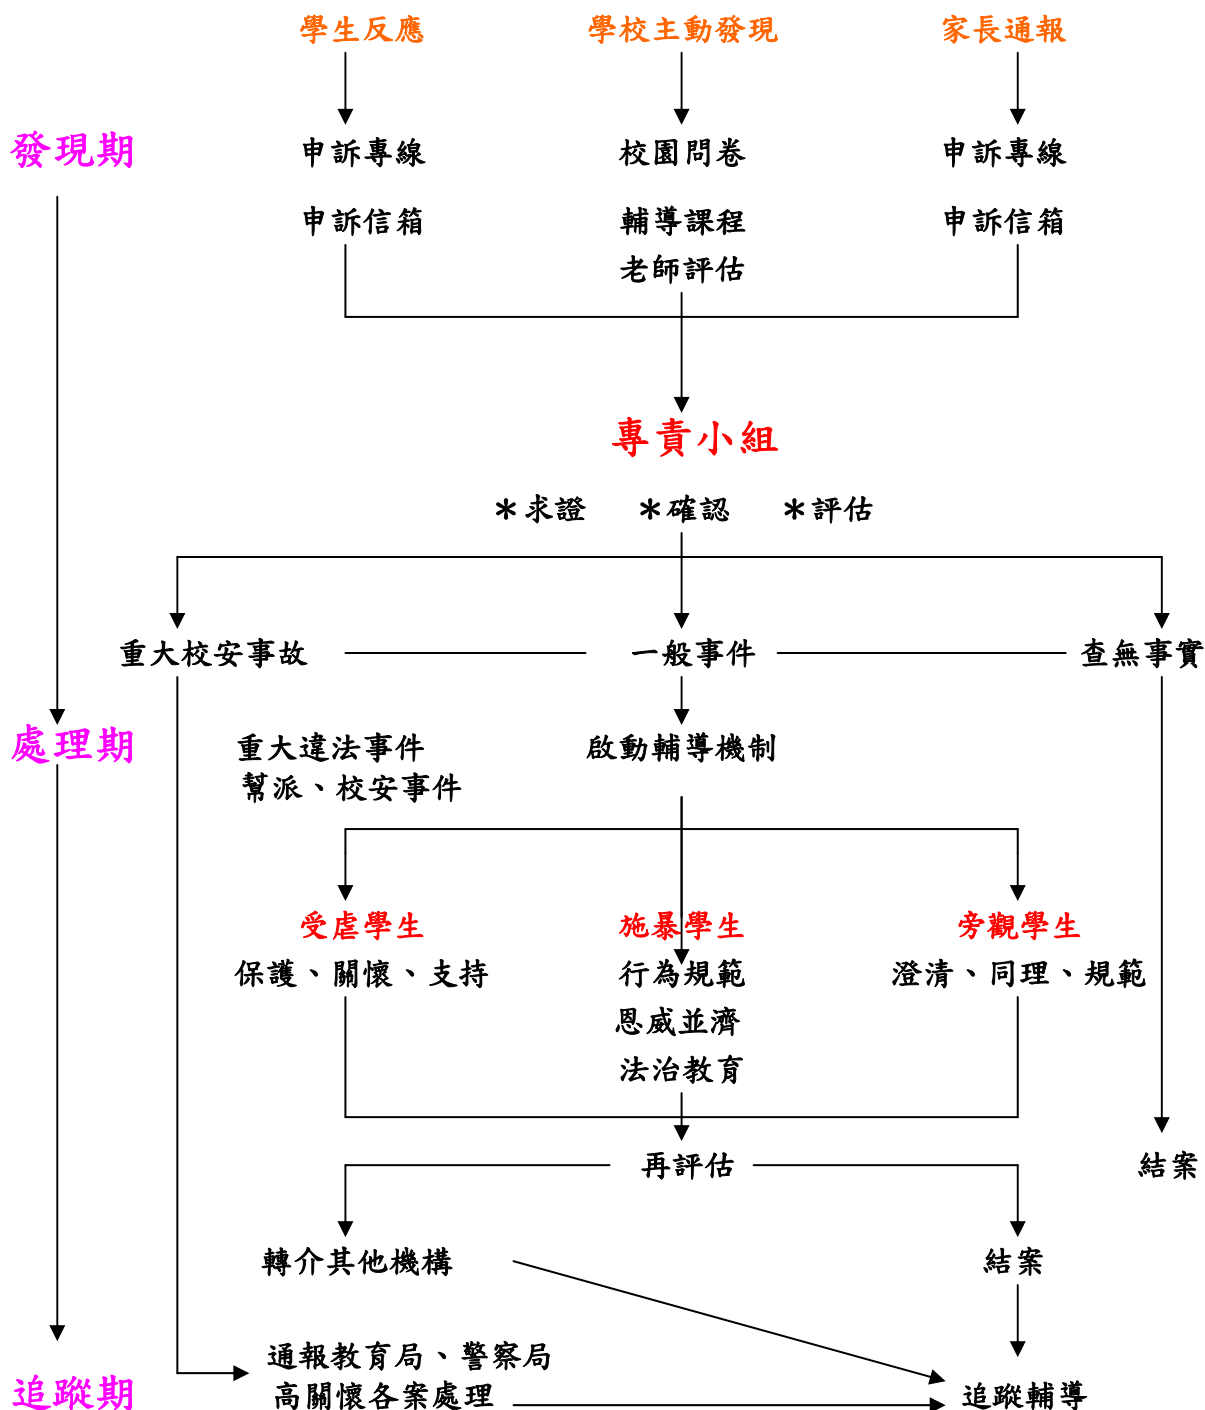 學生反應
學校主動發現
家長通報
發現期
申訴專線
校園問卷
申訴專線
申訴信箱
輔導課程
申訴信箱
老師評估
專責小組
＊求證 ＊確認 ＊評估
重大校安事故
一般事件
查無事實
處理期
重大違法事件
啟動輔導機制
幫派、校安事件
受虐學生
施暴學生
旁觀學生
保護、關懷、支持
行為規範
澄清、同理、規範
恩威並濟
法治教育
再評估
結案
轉介其他機構
結案
通報教育局、警察局
追蹤期
高關懷各案處理
追蹤輔導